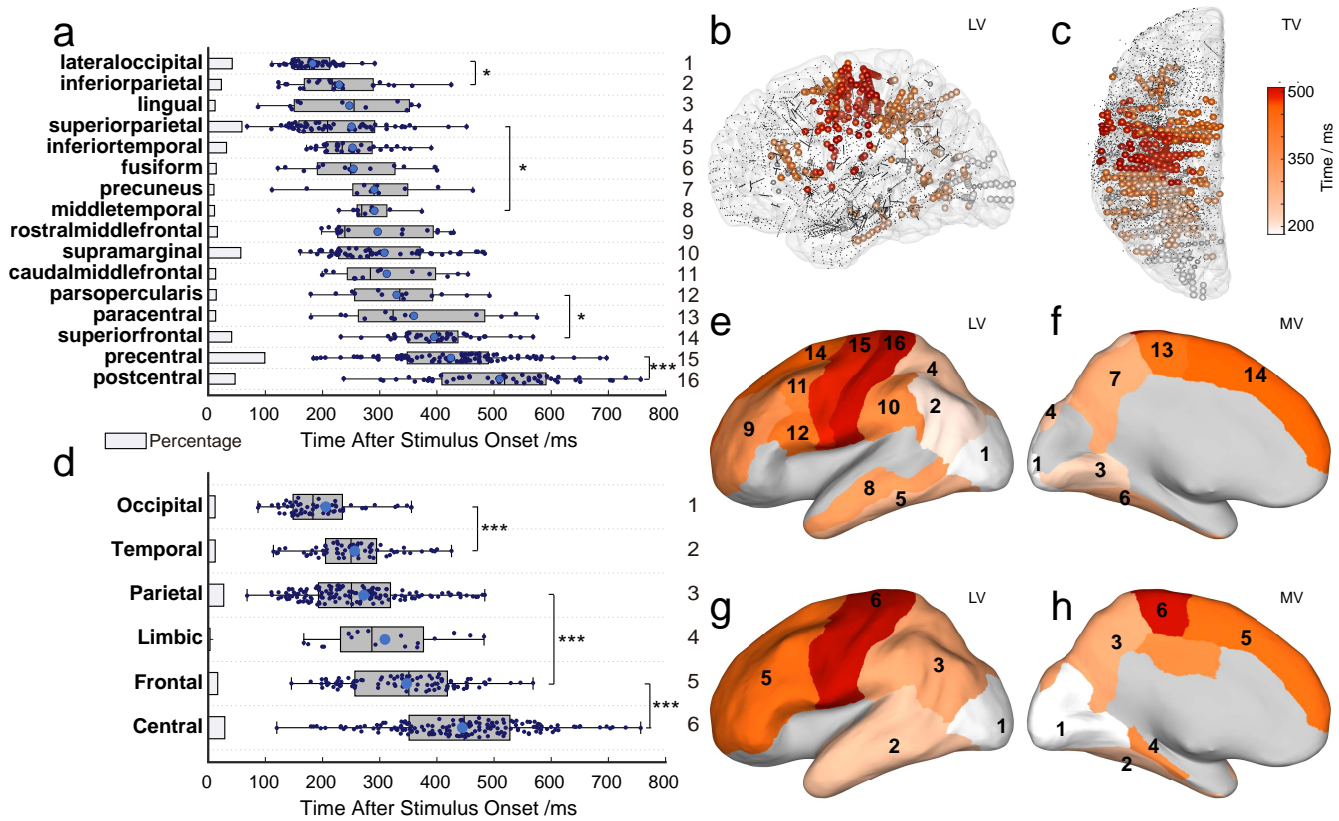 a
lateraloccipital 1
inferiorparietal * 2
lingual 3
superiorparietal 4
inferiortemporal 5
fusiform * 6
precuneus 7
middletemporal 8
rostralmiddlefrontal 9
supramarginal 10
caudalmiddlefrontal 11
parsopercularis 12
paracentral * 13
superiorfrontal 14
precentral *** 15
postcentral 16
0 100 200 300 400 500 600 700 800
Percentage
Time After Stimulus Onset /ms
b LV
c TV
500
350
200
Time / ms
d
Occipital 1
***
Temporal 2
Parietal 3
***
Limbic 4
Frontal 5
***
Central 6
0 100 200 300 400 500 600 700 800
Time After Stimulus Onset /ms
e LV
14 15 16
4
11
2
10
9
12
1
8
5
f MV
13
14
7
4
1
3
6
g LV
6
3
5
1
2
h MV
6
3
5
1
4
2